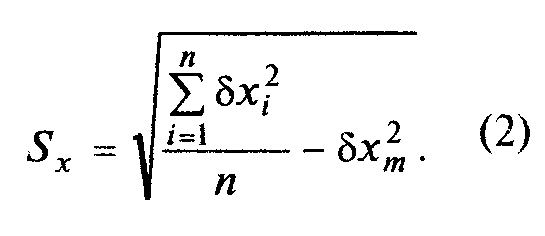 $S_x = \sqrt{\frac{\sum_{i=1}^{n} \delta x_i^2}{n} - \delta x_m^2}.$ (2)